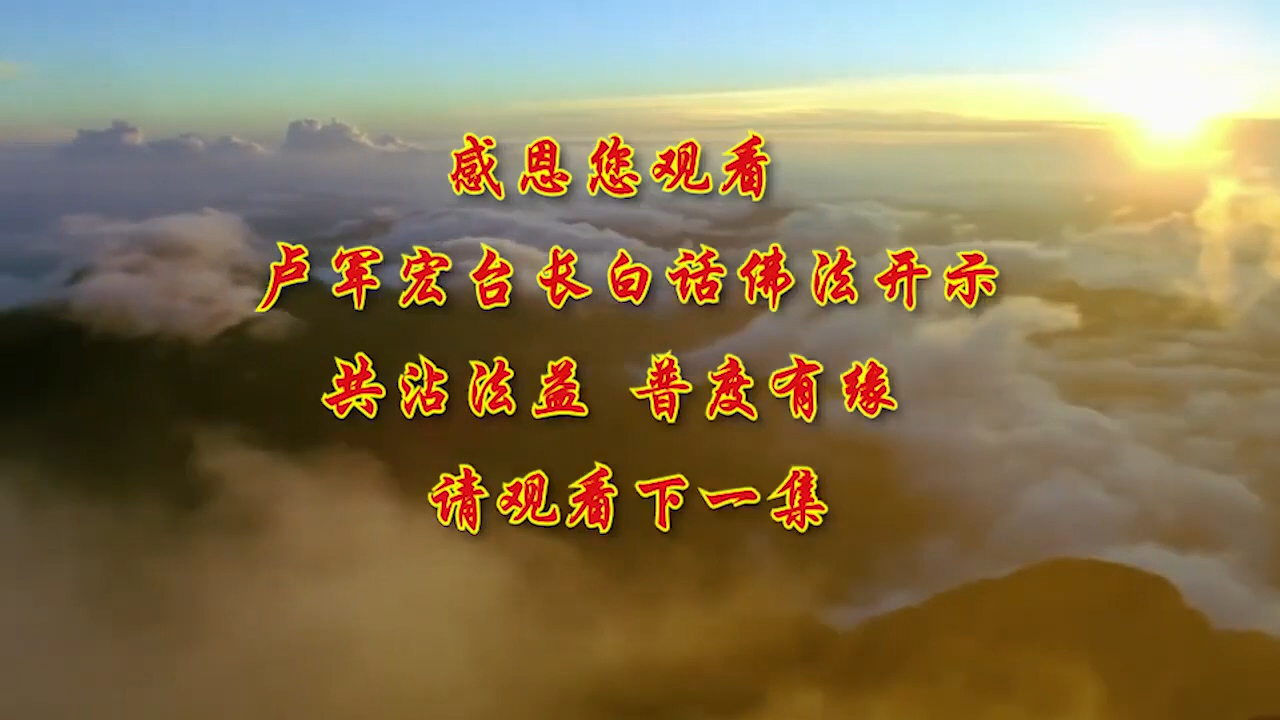 感恩您观看
卢军宏台长白话佛法开示
共沾法益 普度有缘
请观看下一集